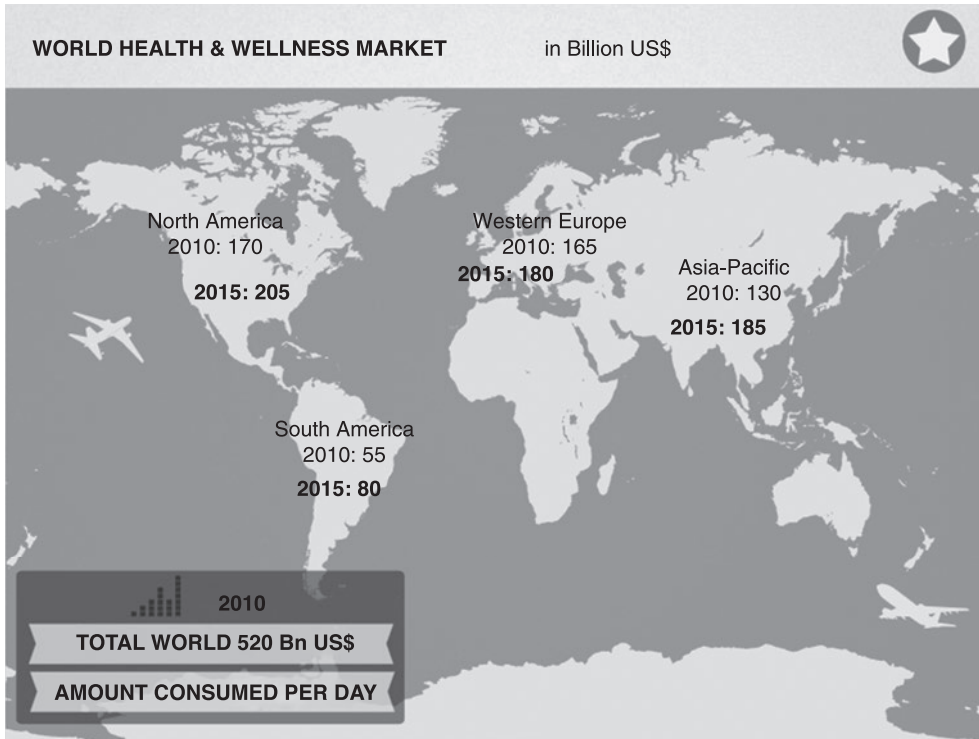 WORLD HEALTH & WELLNESS MARKET in Billion US$
North America
2010: 170
2015: 205
Western Europe
2010: 165
2015: 180
Asia-Pacific
2010: 130
2015: 185
South America
2010: 55
2015: 80
2010
TOTAL WORLD 520 Bn US$
AMOUNT CONSUMED PER DAY